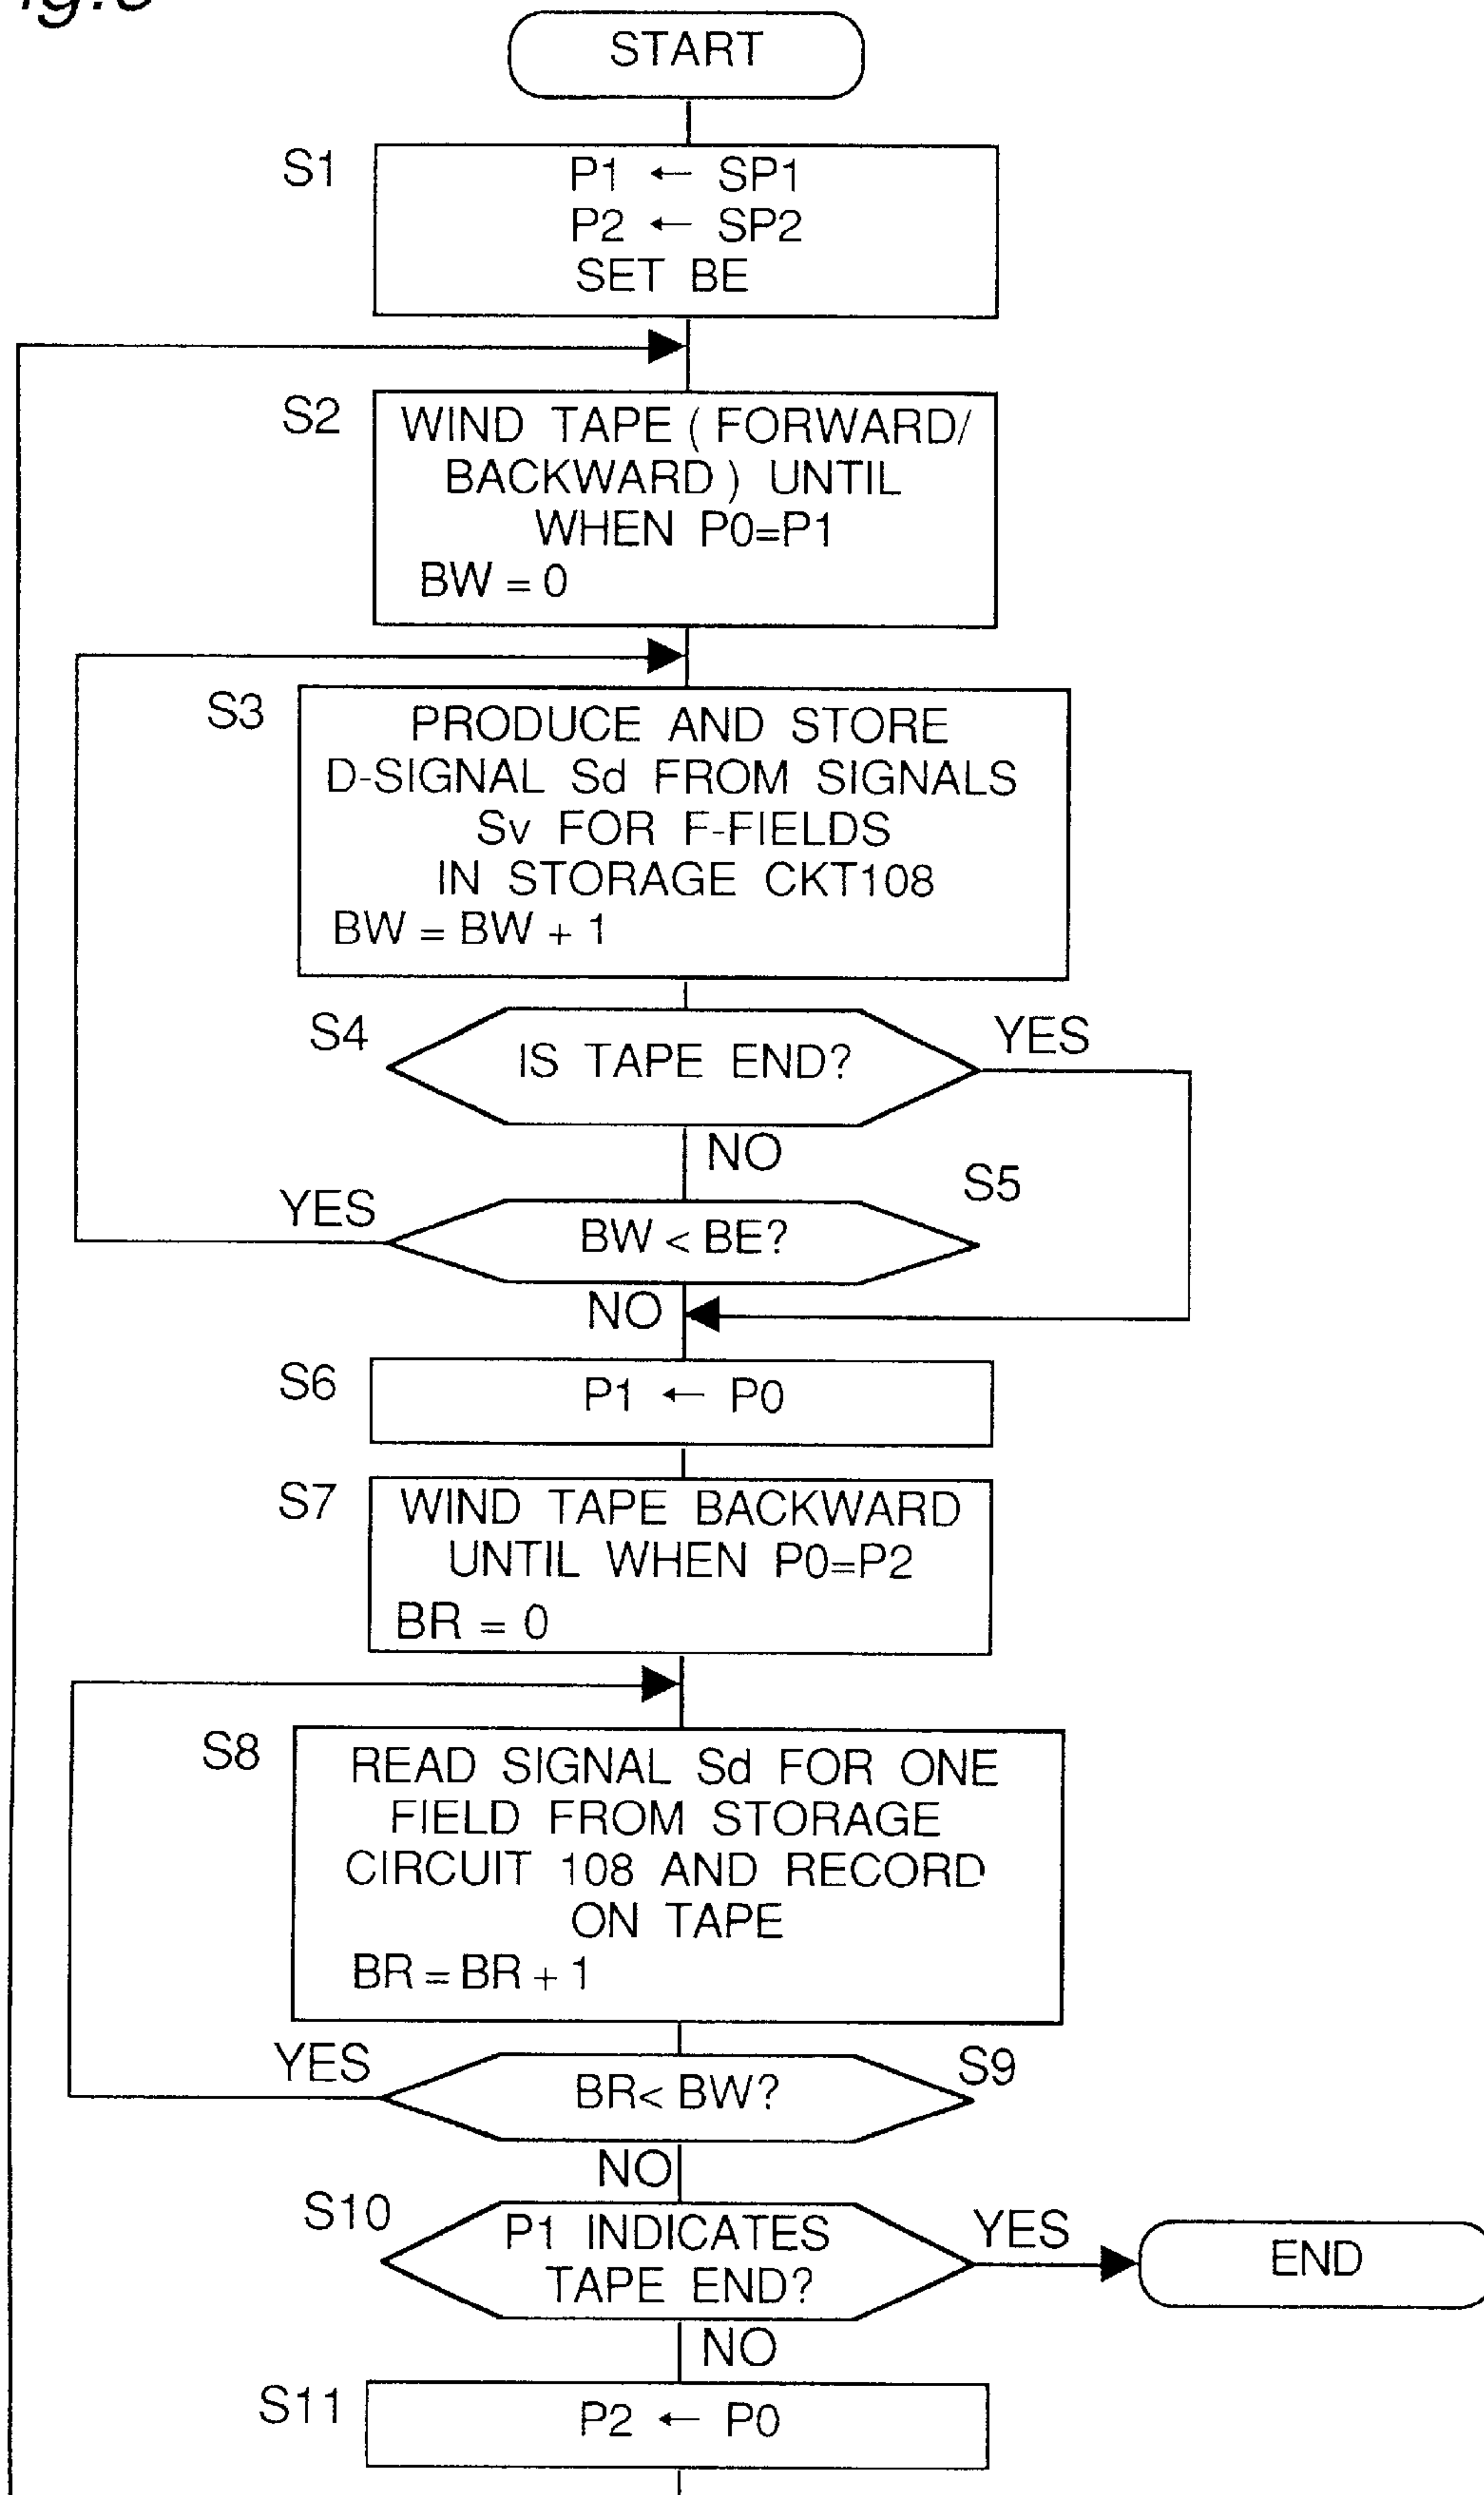 START
S1
P1 ← SP1
P2 ← SP2
SET BE
S2
WIND TAPE (FORWARD/
BACKWARD) UNTIL
WHEN P0=P1
BW = 0
S3
PRODUCE AND STORE
D-SIGNAL Sd FROM SIGNALS
Sv FOR F-FIELDS
IN STORAGE CKT108
BW = BW + 1
S4
IS TAPE END?
YES
NO
S5
YES
BW < BE?
NO
S6
P1 ← P0
S7
WIND TAPE BACKWARD
UNTIL WHEN P0=P2
BR = 0
S8
READ SIGNAL Sd FOR ONE
FIELD FROM STORAGE
CIRCUIT 108 AND RECORD
ON TAPE
BR = BR + 1
YES
S9
BR< BW?
NO
S10
P1 INDICATES
TAPE END?
YES
END
NO
S11
P2 ← P0